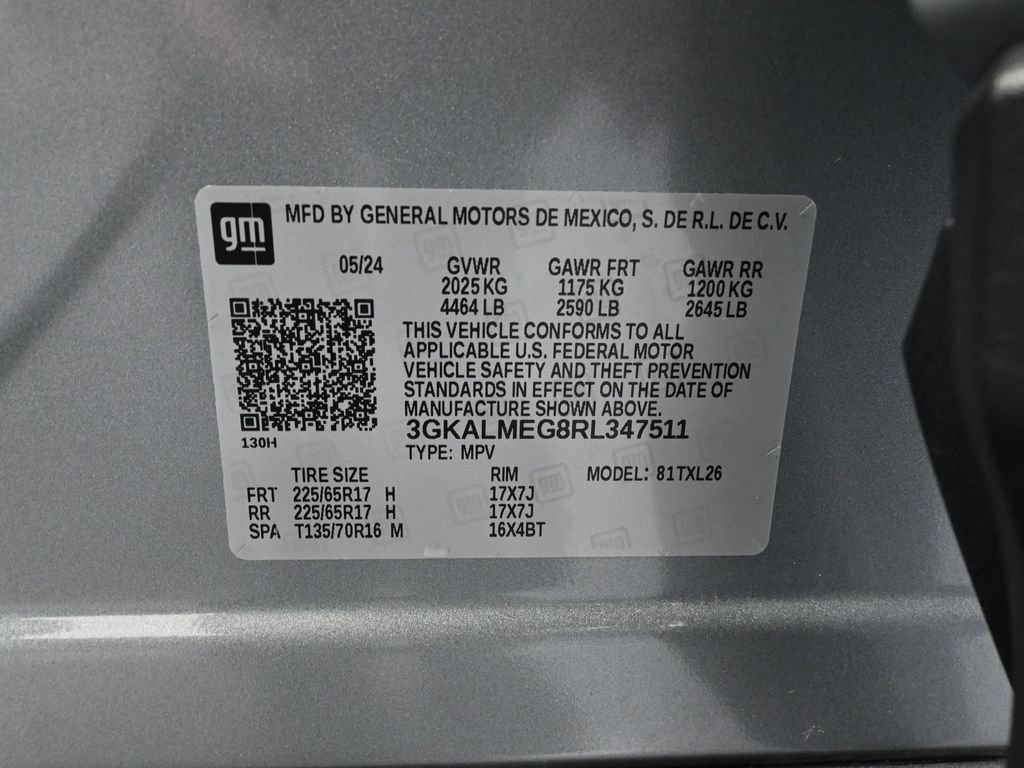 gm
MFD BY GENERAL MOTORS DE MEXICO, S. DE R.L. DE C.V.
05/24 GVWR GAWR FRT GAWR RR
2025 KG 1175 KG 1200 KG
4464 LB 2590 LB 2645 LB
THIS VEHICLE CONFORMS TO ALL
APPLICABLE U.S. FEDERAL MOTOR
VEHICLE SAFETY AND THEFT PREVENTION
STANDARDS IN EFFECT ON THE DATE OF
MANUFACTURE SHOWN ABOVE.
130H
3GKALMEG8RL347511
TYPE: MPV
TIRE SIZE RIM MODEL: 81TXL26
FRT 225/65R17 H 17X7J
RR 225/65R17 H 17X7J
SPA T135/70R16 M 16X4BT